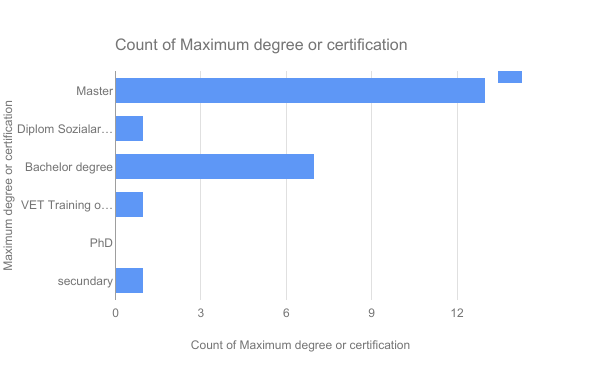 Count of Maximum degree or certification
Maximum degree or certification
Master
Diplom Sozialar…
Bachelor degree
VET Training o…
PhD
secundary
0 3 6 9 12
Count of Maximum degree or certification